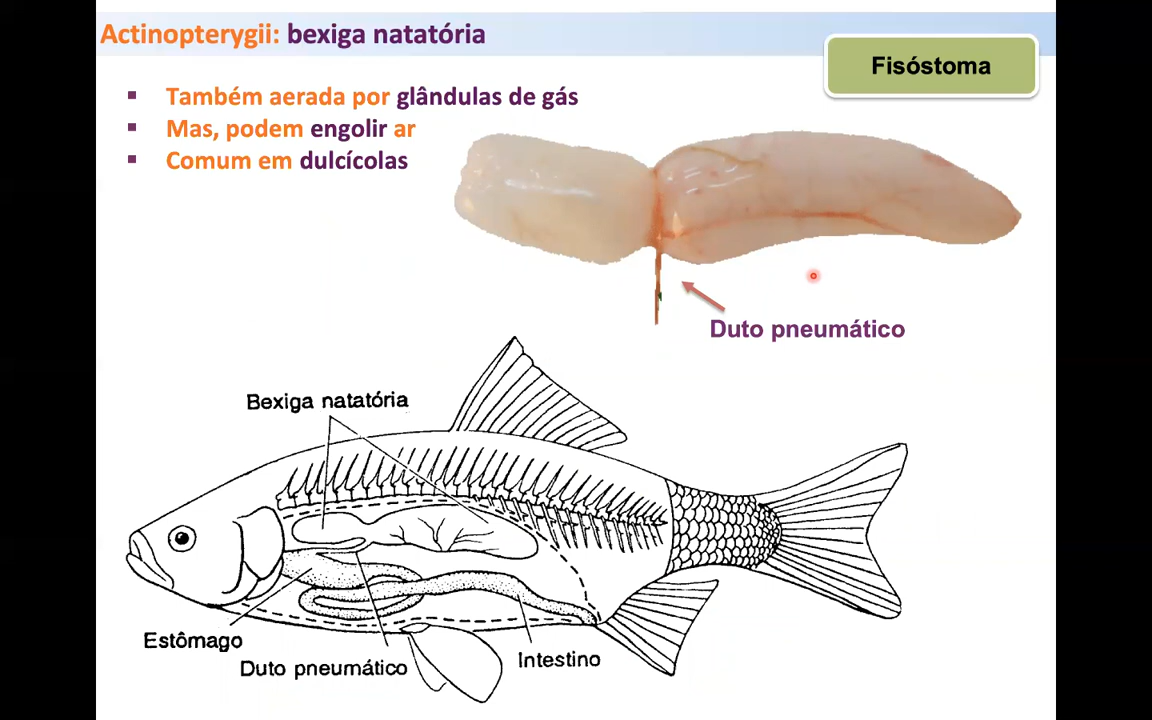 Actinopterygii: bexiga natatória
Fisóstoma
▪ Também aerada por glândulas de gás
▪ Mas, podem engolir ar
▪ Comum em dulcícolas
Duto pneumático
Bexiga natatória
Estômago
Duto pneumático
Intestino